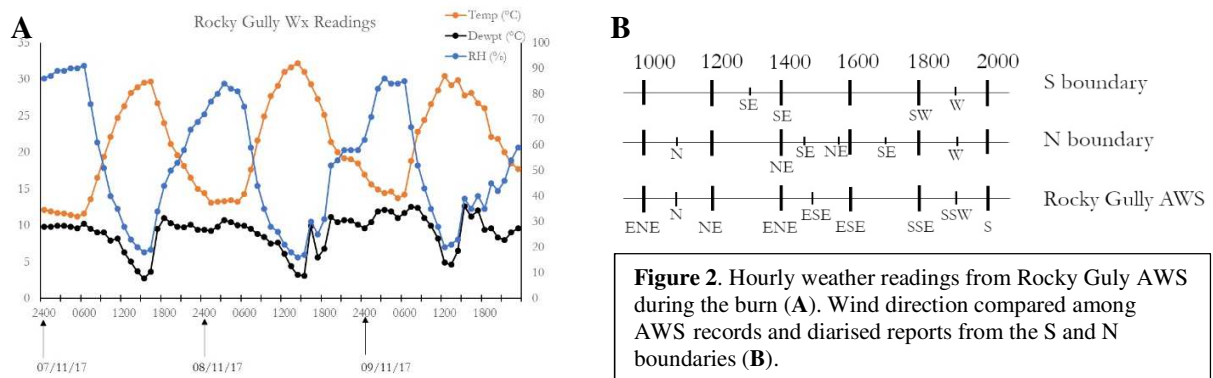 A
Rocky Gully Wx Readings
Temp (°C)
Dewpt (°C)
RH (%)
35
30
25
20
15
10
5
0
100
90
80
70
60
50
40
30
20
10
0
2400 0600 1200 1800 2400 0600 1200 1800 2400 0600 1200 1800
07/11/17 08/11/17 09/11/17
B
1000 1200 1400 1600 1800 2000
S boundary
SE SE SW W
N boundary
N NE SE NE SE W
Rocky Gully AWS
ENE N NE ENE ESE ESE SSE SSW S
Figure 2. Hourly weather readings from Rocky Guly AWS
during the burn (A). Wind direction compared among
AWS records and diarised reports from the S and N
boundaries (B).